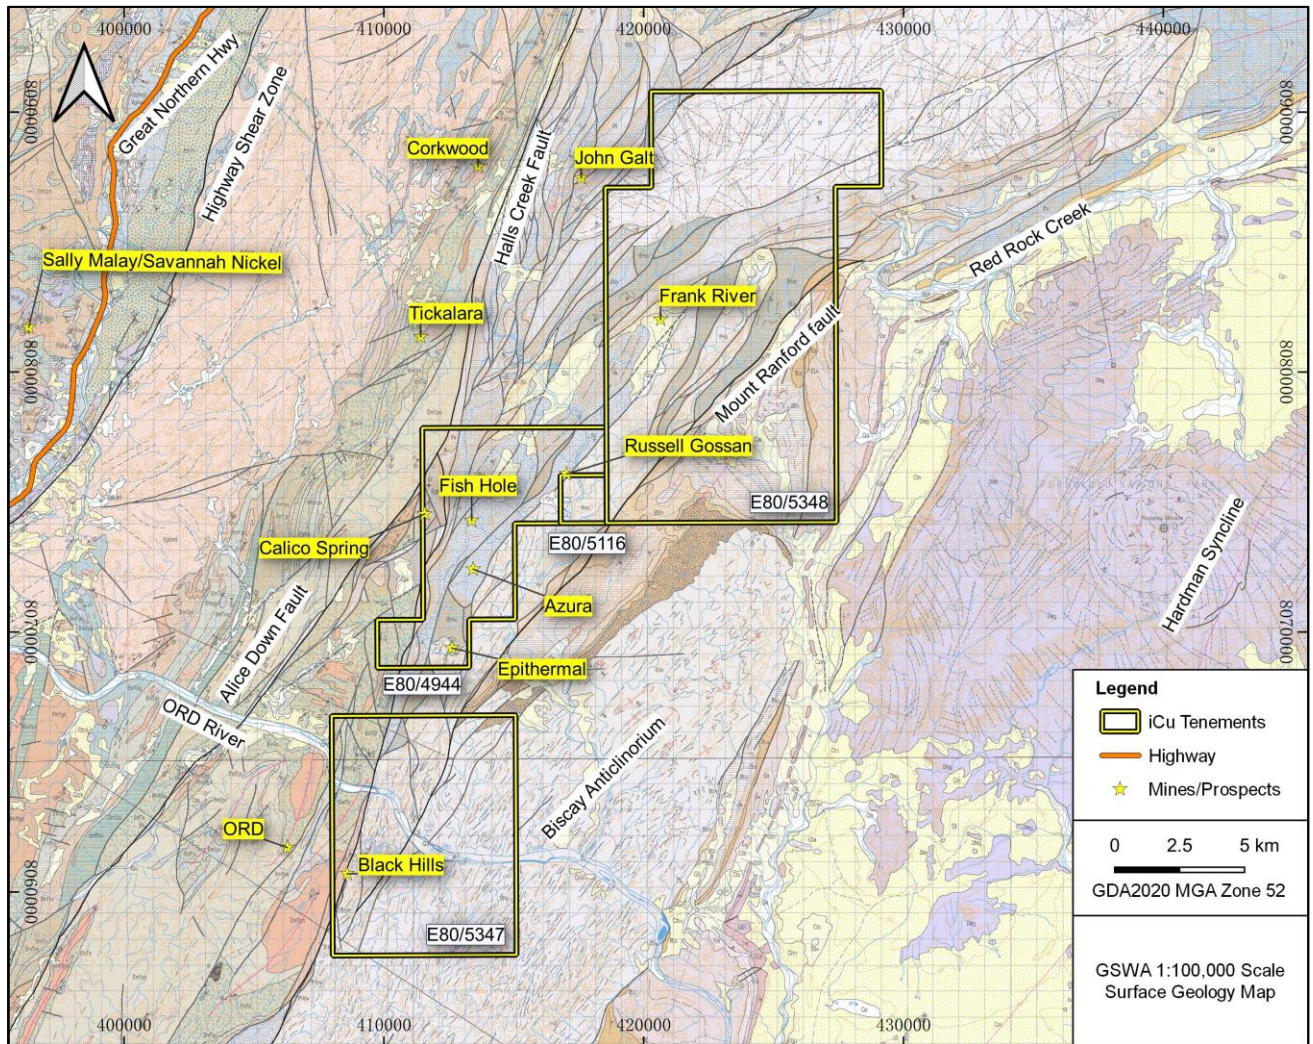 400000
410000
420000
430000
440000
Great Northern Hwy
Highway Shear Zone
8090000
8090000
Corkwood
John Galt
Halls Creek Fault
Red Rock Creek
Sally Malay/Savannah Nickel
Tickalara
Frank River
Mount Ranford fault
8080000
8080000
Russell Gossan
Fish Hole
E80/5348
Calico Spring
E80/5116
Hardman Syncline
Azura
Alice Down Fault
8070000
8070000
Epithermal
E80/4944
ORD River
Biscay Anticlinorium
ORD
Black Hills
8060000
E80/5347
Legend
iCu Tenements
Highway
Mines/Prospects
0 2.5 5 km
GDA2020 MGA Zone 52
GSWA 1:100,000 Scale
Surface Geology Map
400000
410000
420000
430000